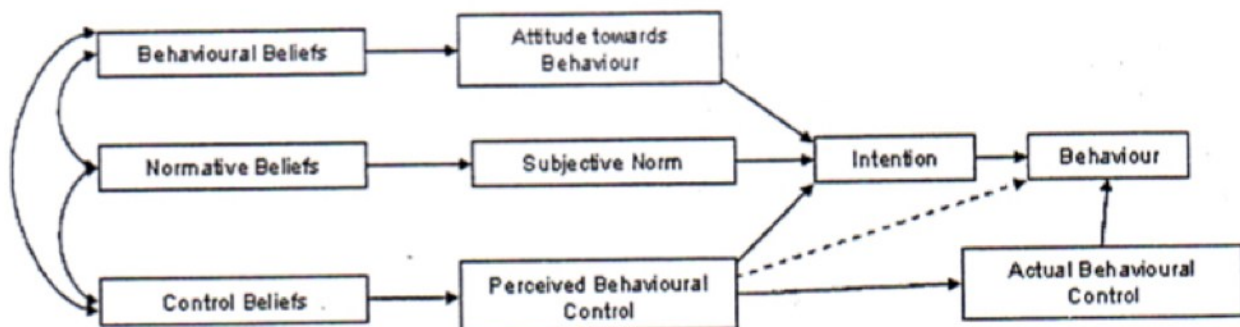 Behavioural Beliefs
Attitude towards
Behaviour
Normative Beliefs
Subjective Norm
Intention
Behaviour
Control Beliefs
Perceived Behavioural
Control
Actual Behavioural
Control